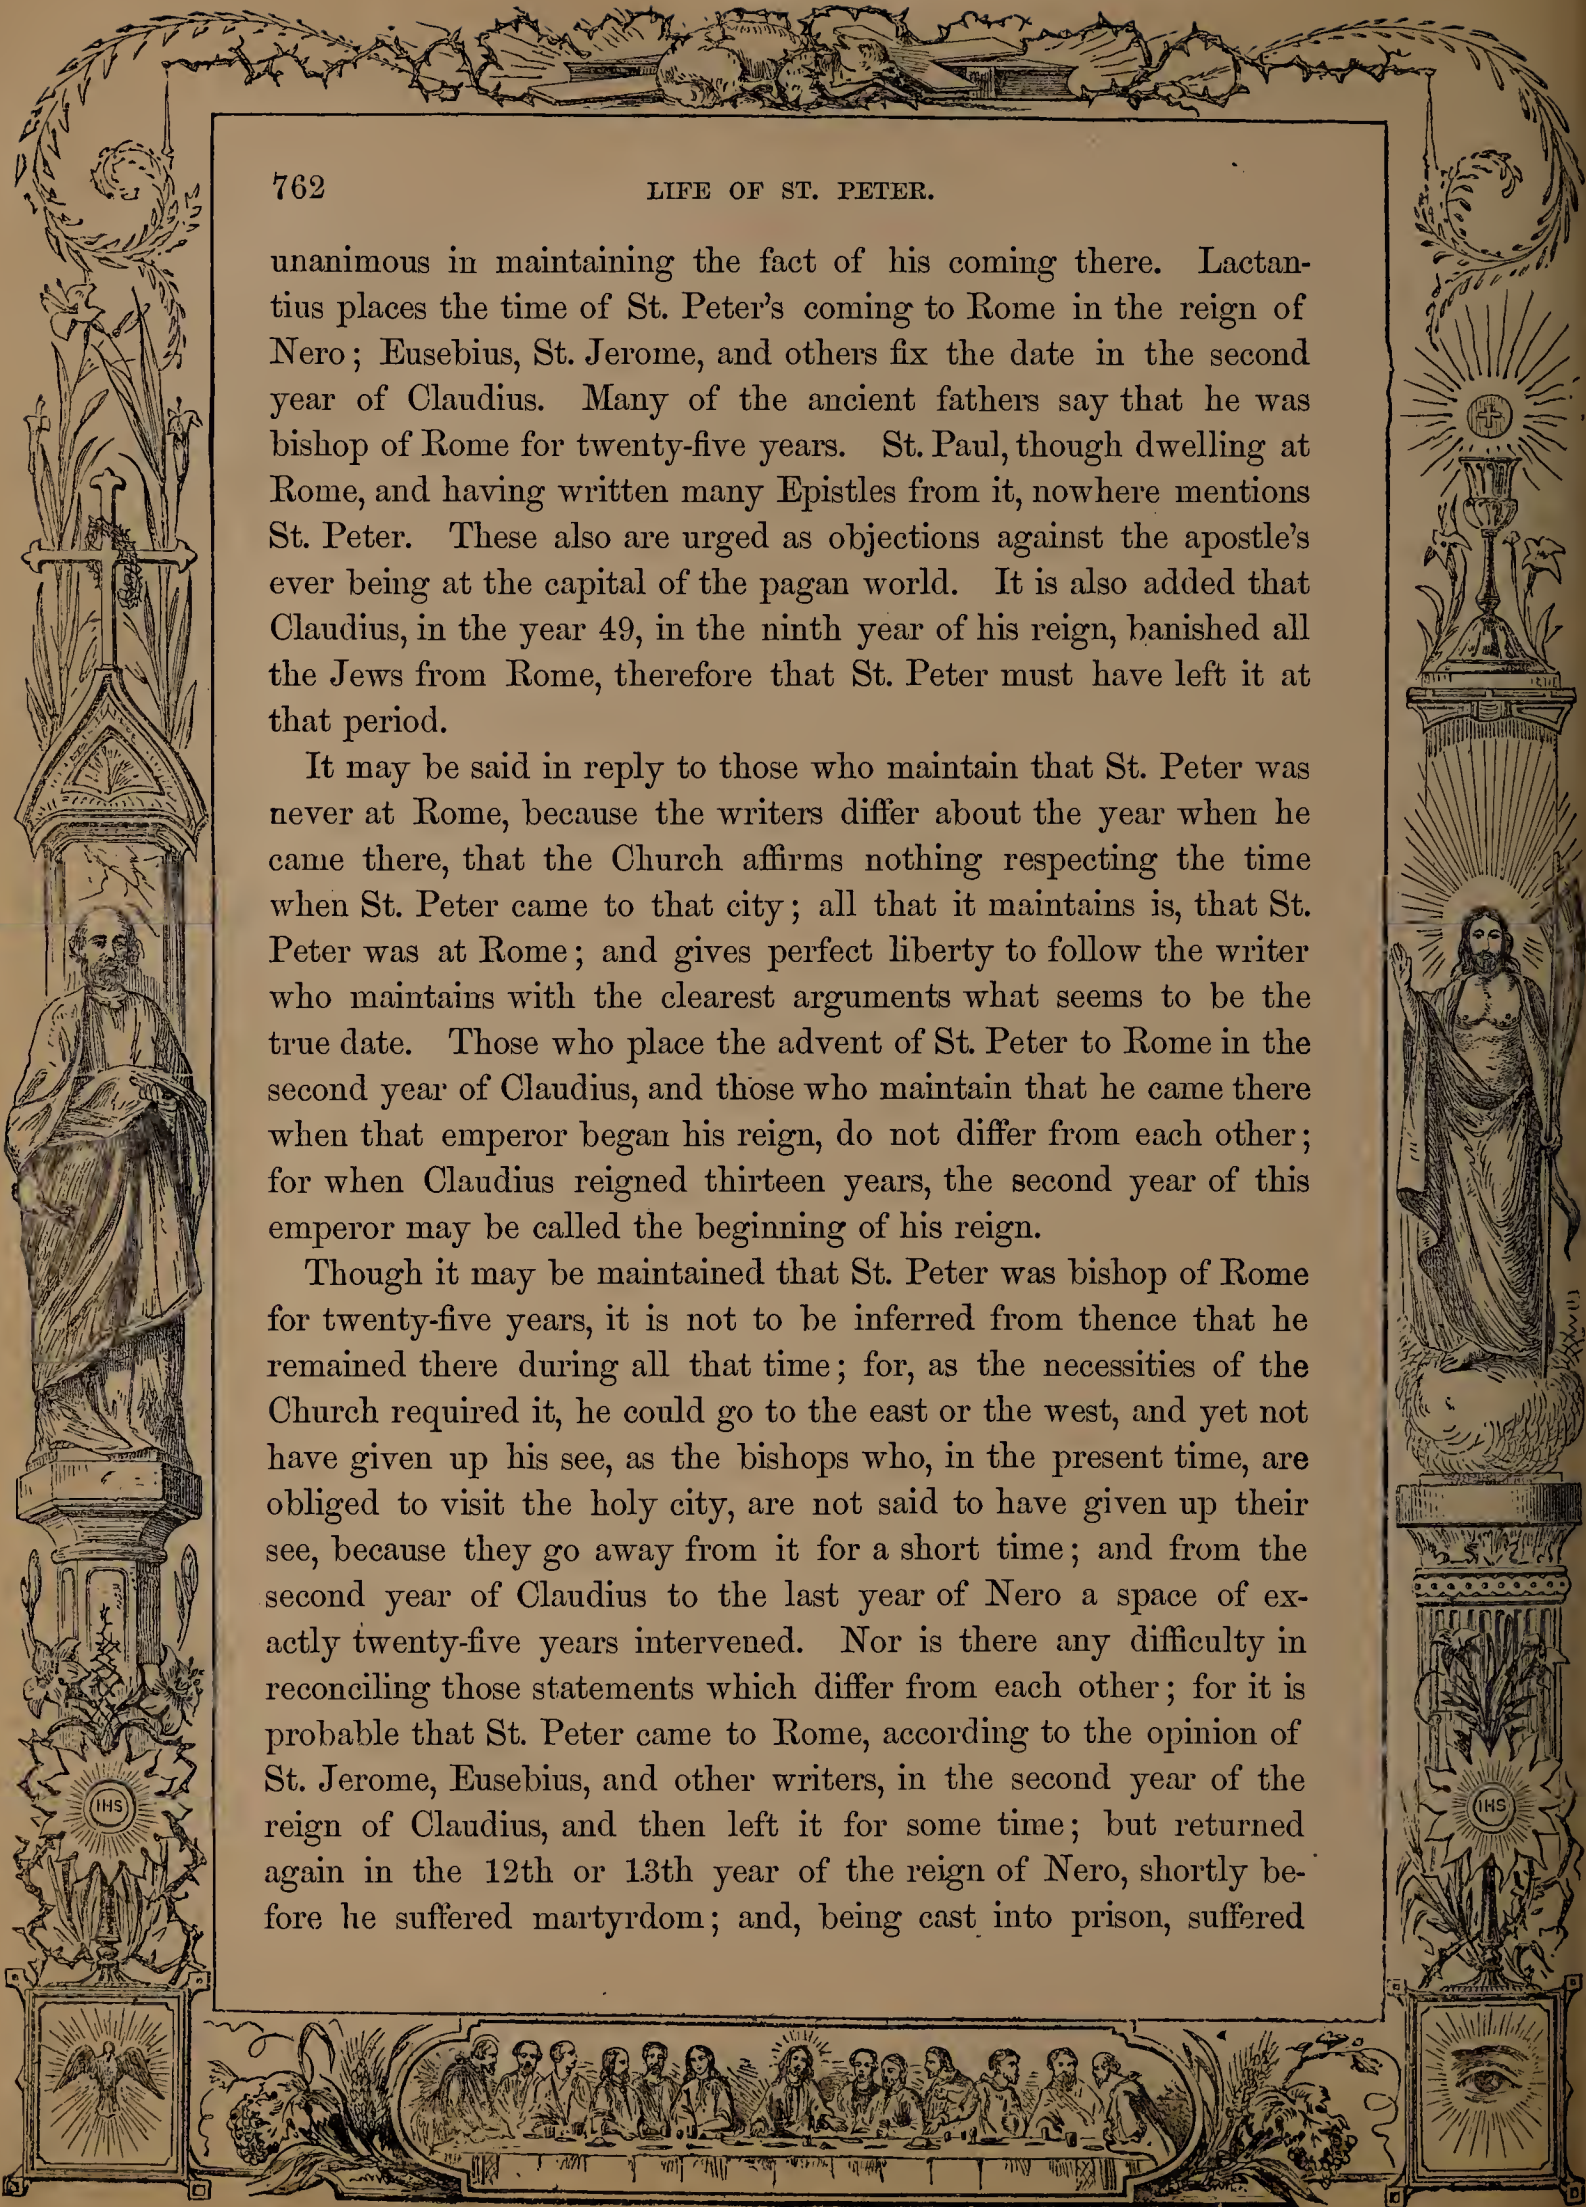 762 LIFE OF ST. PETER.
unanimous in maintaining the fact of his coming there. Lactan-
tius places the time of St. Peter's coming to Rome in the reign of
Nero; Eusebius, St. Jerome, and others fix the date in the second
year of Claudius. Many of the ancient fathers say that he was
bishop of Rome for twenty-five years. St. Paul, though dwelling at
Rome, and having written many Epistles from it, nowhere mentions
St. Peter. These also are urged as objections against the apostle's
ever being at the capital of the pagan world. It is also added that
Claudius, in the year 49, in the ninth year of his reign, banished all
the Jews from Rome, therefore that St. Peter must have left it at
that period.
It may be said in reply to those who maintain that St. Peter was
never at Rome, because the writers differ about the year when he
came there, that the Church affirms nothing respecting the time
when St. Peter came to that city; all that it maintains is, that St.
Peter was at Rome; and gives perfect liberty to follow the writer
who maintains with the clearest arguments what seems to be the
true date. Those who place the advent of St. Peter to Rome in the
second year of Claudius, and those who maintain that he came there
when that emperor began his reign, do not differ from each other;
for when Claudius reigned thirteen years, the second year of this
emperor may be called the beginning of his reign.
Though it may be maintained that St. Peter was bishop of Rome
for twenty-five years, it is not to be inferred from thence that he
remained there during all that time; for, as the necessities of the
Church required it, he could go to the east or the west, and yet not
have given up his see, as the bishops who, in the present time, are
obliged to visit the holy city, are not said to have given up their
see, because they go away from it for a short time; and from the
second year of Claudius to the last year of Nero a space of ex-
actly twenty-five years intervened. Nor is there any difficulty in
reconciling those statements which differ from each other; for it is
probable that St. Peter came to Rome, according to the opinion of
St. Jerome, Eusebius, and other writers, in the second year of the
reign of Claudius, and then left it for some time; but returned
again in the 12th or 13th year of the reign of Nero, shortly be-
fore he suffered martyrdom; and, being cast into prison, suffered
IHS
IHS